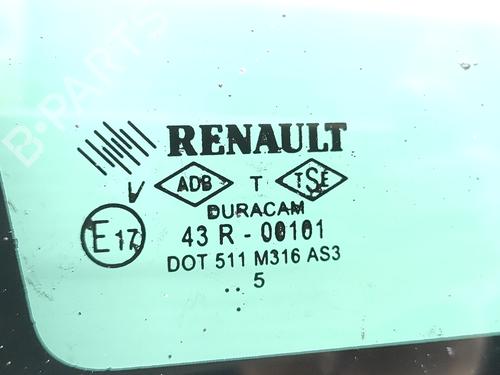 B-PARTS
RENAULT
V ADB T TSE
DURACAM
E17 43 R - 00101
DOT 511 M316 AS3
.. 5